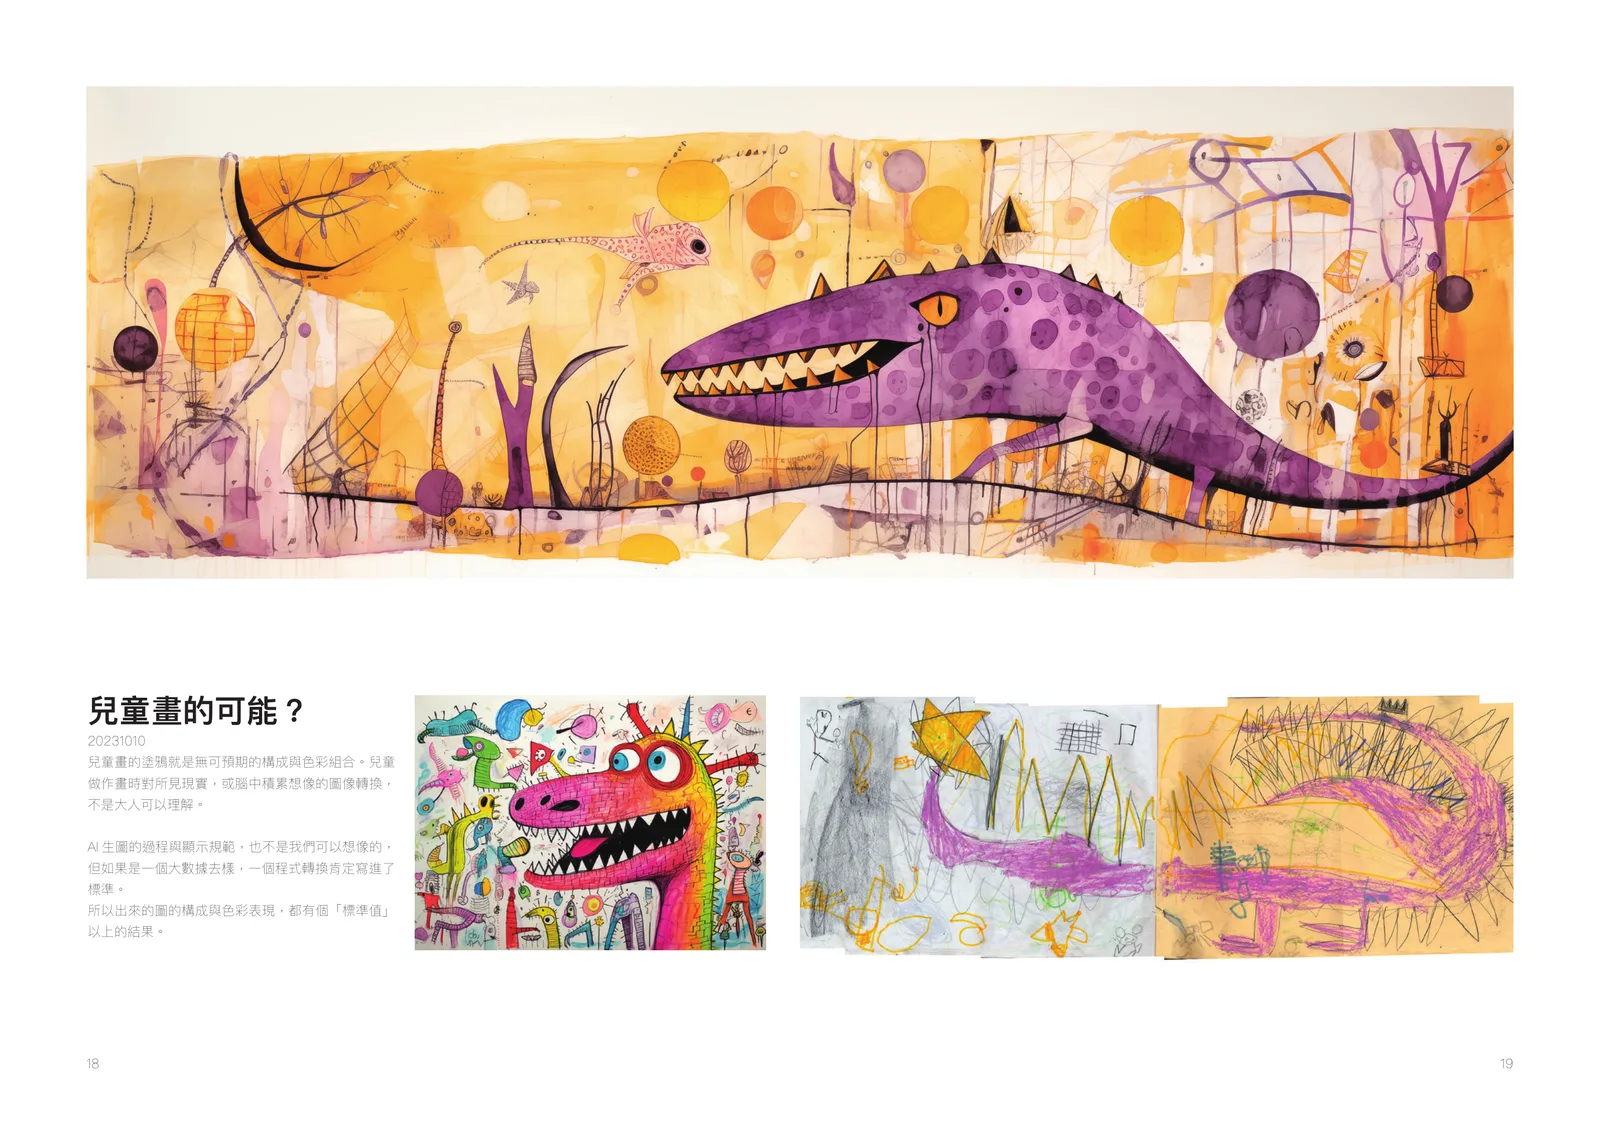 兒童畫的可能？
20231010
兒童畫的塗鴉就是無可預期的構成與色彩組合。兒童
做作畫時對所見現實，或腦中積累想像的圖像轉換，
不是大人可以理解。
AI 生圖的過程與顯示規範，也不是我們可以想像的，
但如果是一個大數據去樣，一個程式轉換肯定寫進了
標準。
所以出來的圖的構成與色彩表現，都有個「標準值」
以上的結果。
18
19